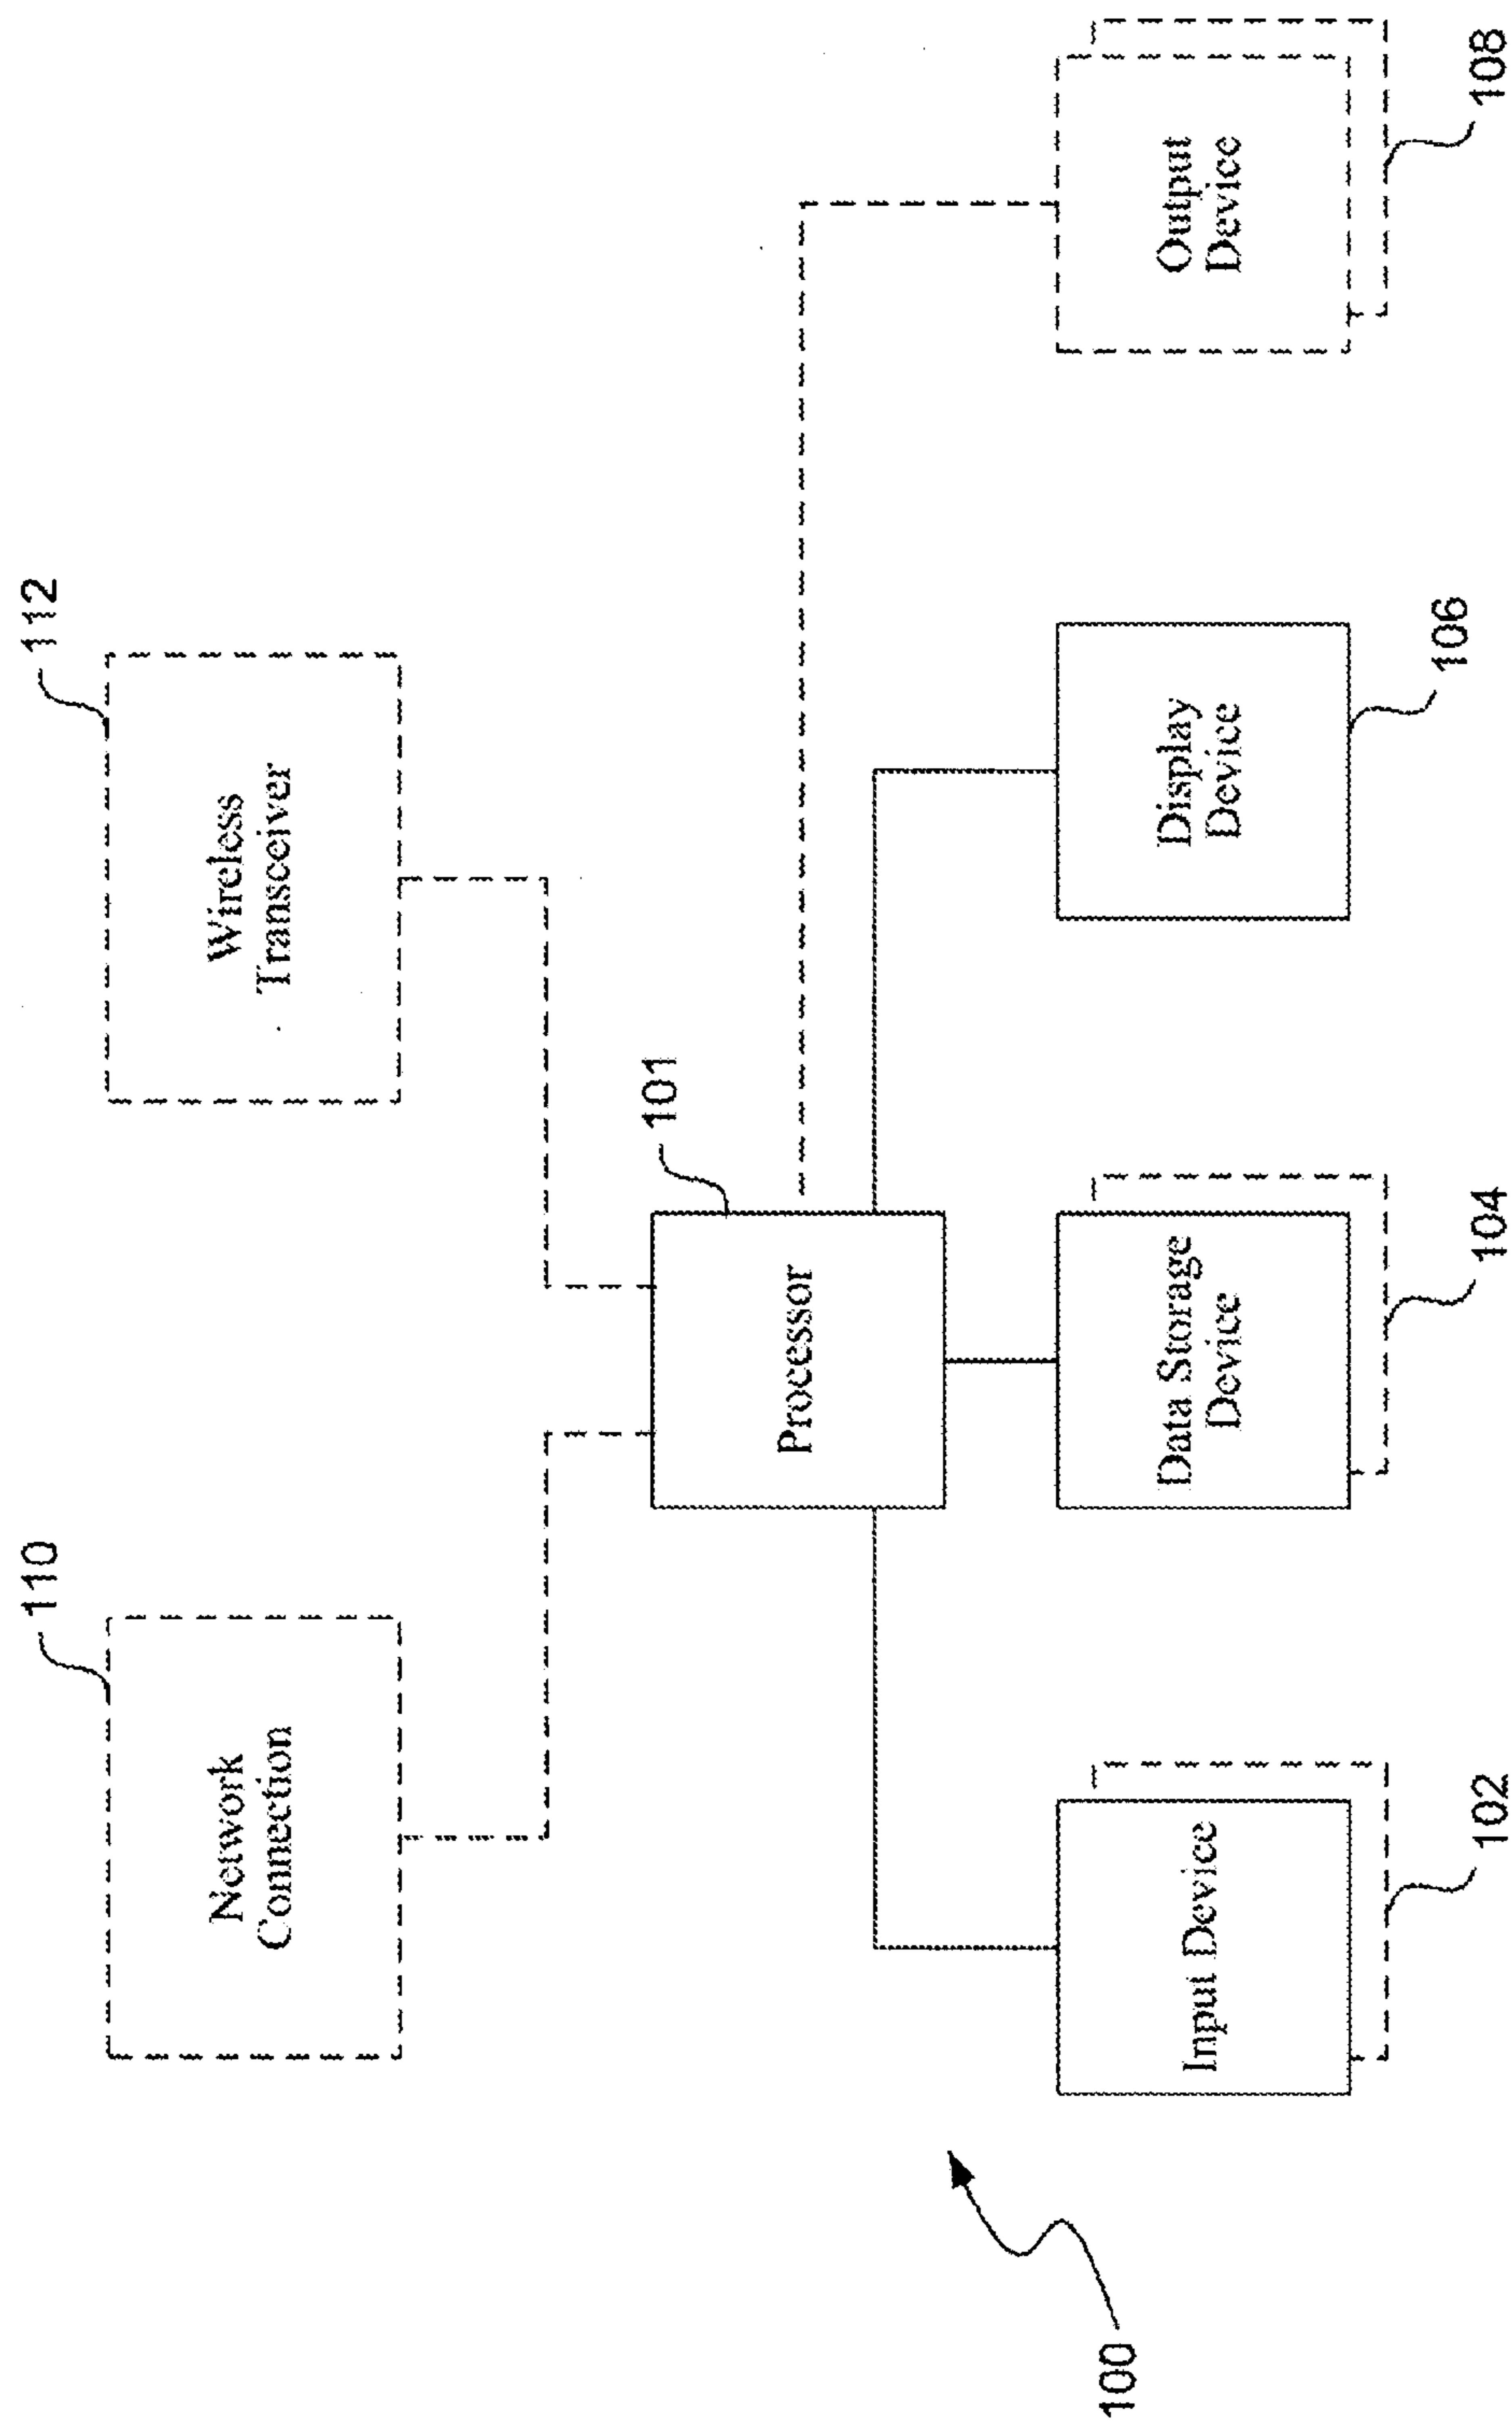 110
112
Network
Connection
Wireless
Transceiver
101
Processor
Input Device
Data Storage
Device
Display
Device
Output
Device
100
102
104
106
108